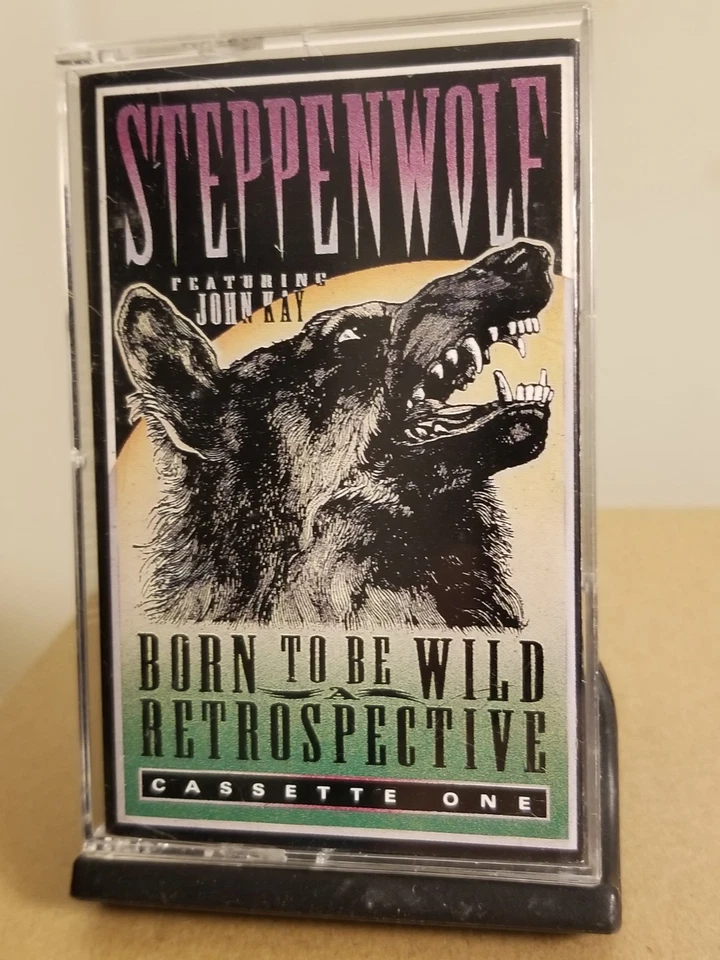 STEPPENWOLF
FEATURING
JOHN KAY
BORN TO BE WILD
A
RETROSPECTIVE
CASSETTE ONE